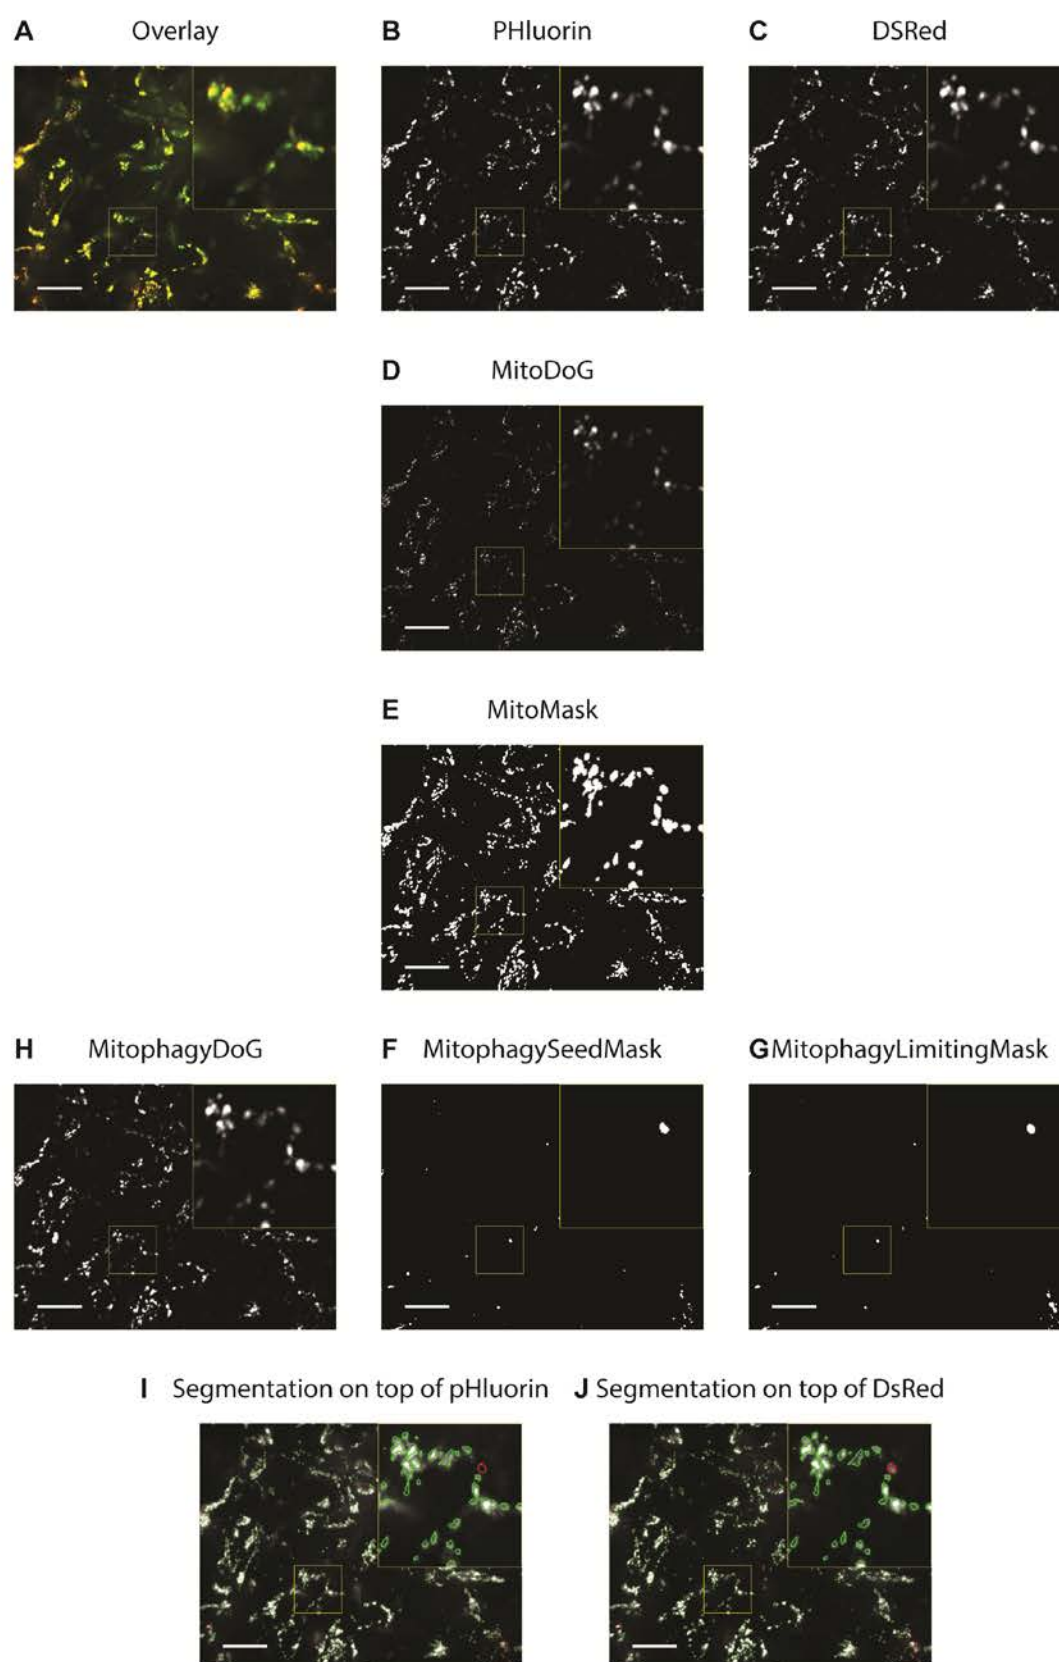 A Overlay
B PHluorin
C DSRed
D MitoDoG
E MitoMask
H MitophagyDoG
F MitophagySeedMask
G MitophagyLimitingMask
I Segmentation on top of pHluorin
J Segmentation on top of DsRed